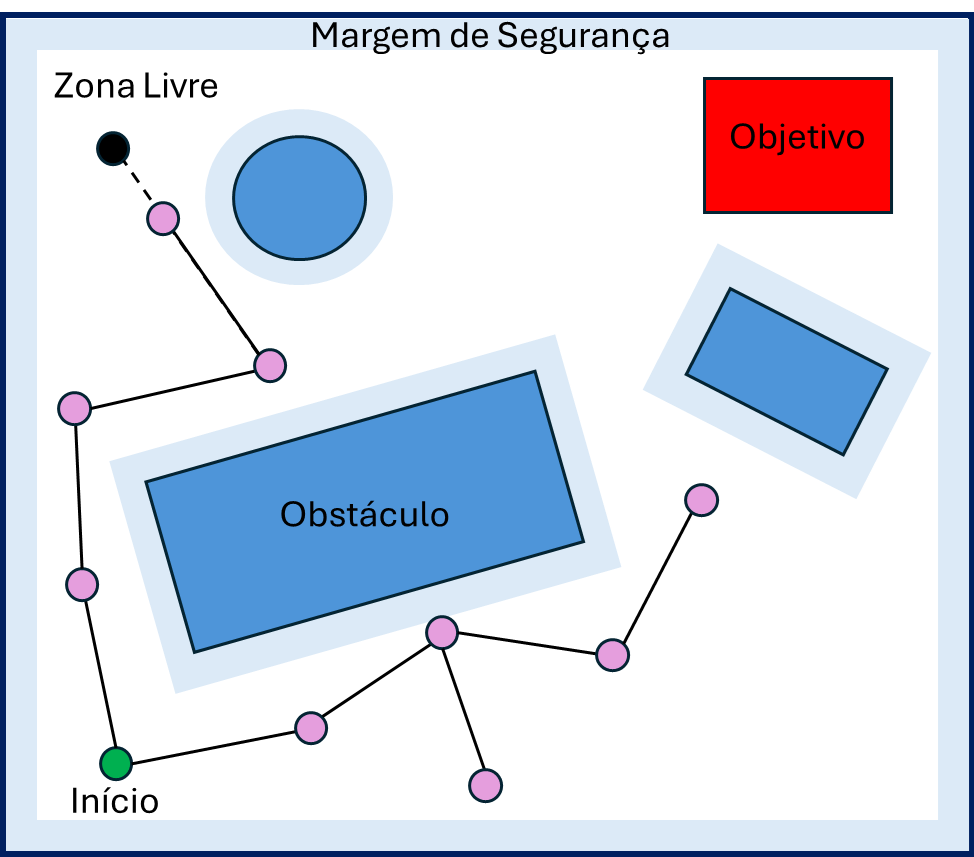 Margem de Segurança
Zona Livre
Objetivo
Obstáculo
Início